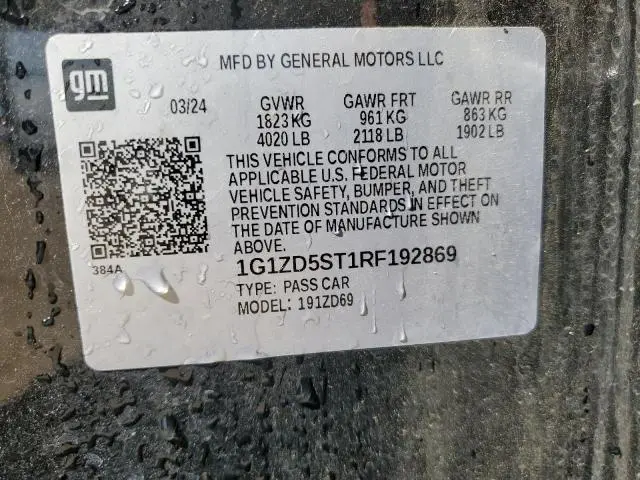 gm
MFD BY GENERAL MOTORS LLC
03/24 GVWR GAWR FRT GAWR RR
1823 KG 961 KG 863 KG
4020 LB 2118 LB 1902 LB
THIS VEHICLE CONFORMS TO ALL
APPLICABLE U.S. FEDERAL MOTOR
VEHICLE SAFETY, BUMPER, AND THEFT
PREVENTION STANDARDS IN EFFECT ON
THE DATE OF MANUFACTURE SHOWN
ABOVE.
384A
1G1ZD5ST1RF192869
TYPE: PASS CAR
MODEL: 191ZD69